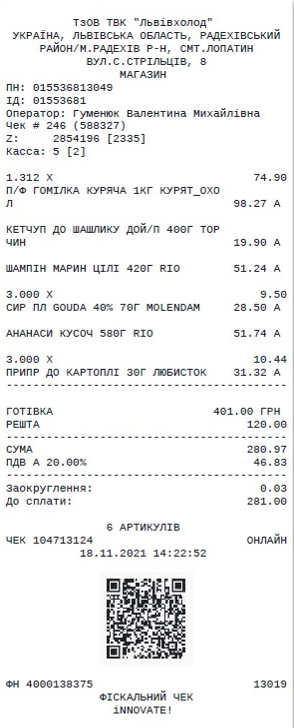 ТзОВ ТВК "Львівхолод"
УКРАЇНА, ЛЬВІВСЬКА ОБЛАСТЬ, РАДЕХІВСЬКИЙ
РАЙОН/М.РАДЕХІВ Р-Н, СМТ.ЛОПАТИН
ВУЛ.С.СТРІЛЬЦІВ, 8
МАГАЗИН
ПН: 015536813049
ІД: 01553681
Оператор: Гуменюк Валентина Михайлівна
Чек # 246 (588327)
Z: 2854196 [2335]
Касса: 5 [2]
1.312 X 74.90
П/Ф ГОМІЛКА КУРЯЧА 1КГ КУРЯТ_ОХО
Л 98.27 А
КЕТЧУП ДО ШАШЛИКУ ДОЙ/П 400Г ТОР
ЧИН 19.90 А
ШАМПІН МАРИН ЦІЛІ 420Г RIO 51.24 А
3.000 X 9.50
СИР ПЛ GOUDA 40% 70Г MOLENDAM 28.50 А
АНАНАСИ КУСОЧ 580Г RIO 51.74 А
3.000 X 10.44
ПРИПР ДО КАРТОПЛІ 30Г ЛЮБИСТОК 31.32 А
ГОТІВКА 401.00 ГРН
РЕШТА 120.00
СУМА 280.97
ПДВ А 20.00% 46.83
Заокруглення: 0.03
До сплати: 281.00
6 АРТИКУЛІВ
ЧЕК 104713124 ОНЛАЙН
18.11.2021 14:22:52
ФН 4000138375 13019
ФІСКАЛЬНИЙ ЧЕК
iNNOVATE!